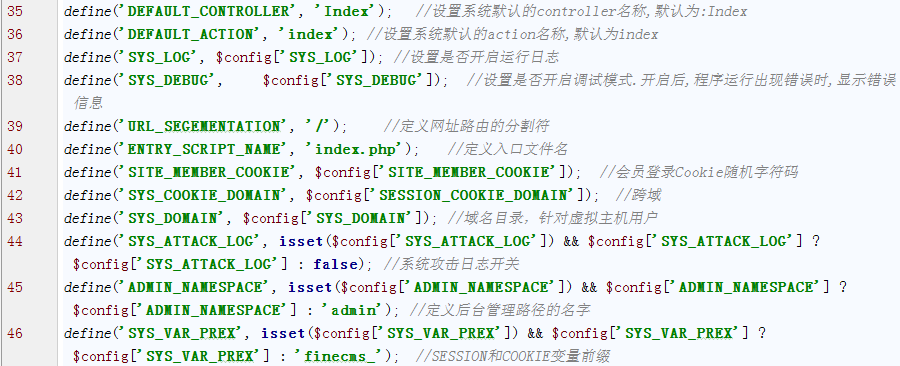 35 define('DEFAULT_CONTROLLER', 'Index'); //设置系统默认的controller名称,默认为:Index
36 define('DEFAULT_ACTION', 'index'); //设置系统默认的action名称,默认为index
37 define('SYS_LOG', $config['SYS_LOG']); //设置是否开启运行日志
38 define('SYS_DEBUG', $config['SYS_DEBUG']); //设置是否开启调试模式.开启后,程序运行出现错误时,显示错误
信息
39 define('URL_SEGEMENTATION', '/'); //定义网址路由的分割符
40 define('ENTRY_SCRIPT_NAME', 'index.php'); //定义入口文件名
41 define('SITE_MEMBER_COOKIE', $config['SITE_MEMBER_COOKIE']); //会员登录Cookie随机字符码
42 define('SYS_COOKIE_DOMAIN', $config['SESSION_COOKIE_DOMAIN']); //跨域
43 define('SYS_DOMAIN', $config['SYS_DOMAIN']); //域名目录，针对虚拟主机用户
44 define('SYS_ATTACK_LOG', isset($config['SYS_ATTACK_LOG']) && $config['SYS_ATTACK_LOG'] ?
$config['SYS_ATTACK_LOG'] : false); //系统攻击日志开关
45 define('ADMIN_NAMESPACE', isset($config['ADMIN_NAMESPACE']) && $config['ADMIN_NAMESPACE'] ?
$config['ADMIN_NAMESPACE'] : 'admin'); //定义后台管理路径的名字
46 define('SYS_VAR_PREX', isset($config['SYS_VAR_PREX']) && $config['SYS_VAR_PREX'] ?
$config['SYS_VAR_PREX'] : 'finecms_'); //SESSION和COOKIE变量前缀